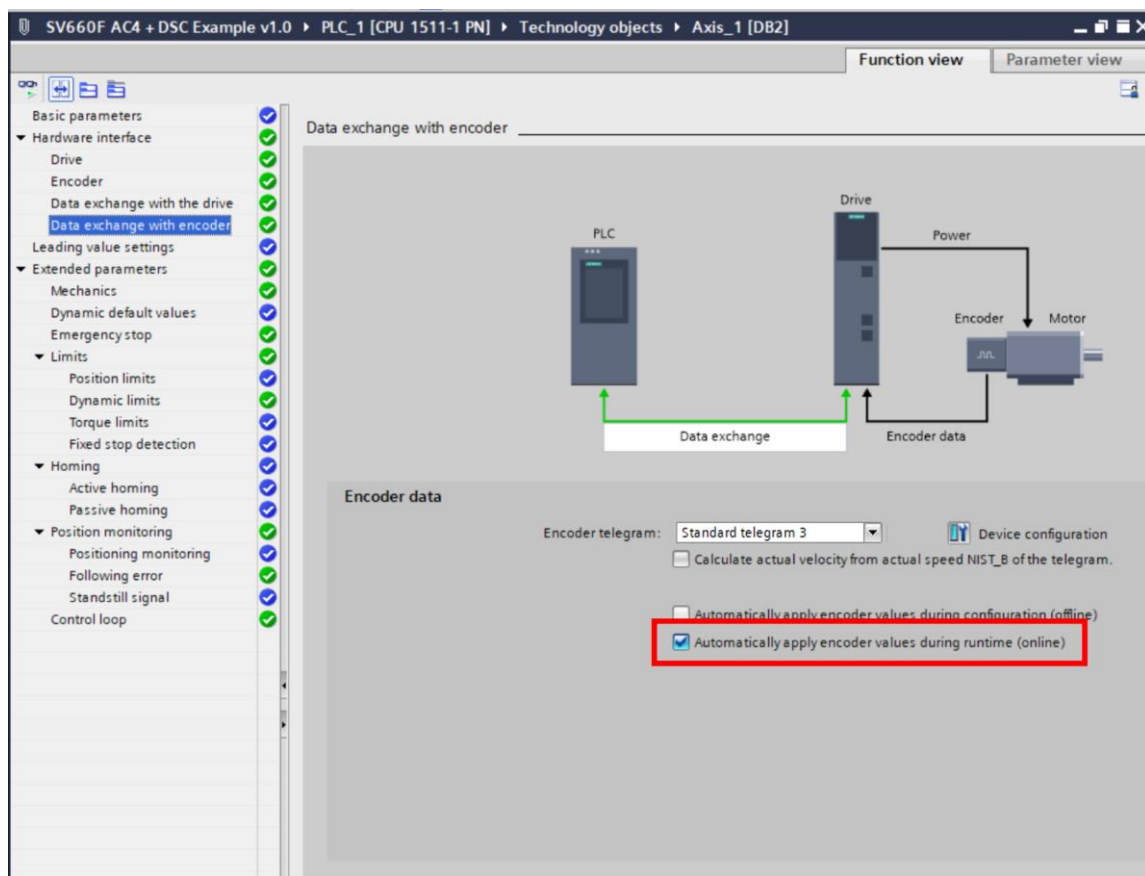 SV660F AC4 + DSC Example v1.0 ▸ PLC_1 [CPU 1511-1 PN] ▸ Technology objects ▸ Axis_1 [DB2]
Function view
Parameter view
Basic parameters
Hardware interface
Drive
Encoder
Data exchange with the drive
Data exchange with encoder
Leading value settings
Extended parameters
Mechanics
Dynamic default values
Emergency stop
Limits
Position limits
Dynamic limits
Torque limits
Fixed stop detection
Homing
Active homing
Passive homing
Position monitoring
Positioning monitoring
Following error
Standstill signal
Control loop
Data exchange with encoder
Drive
PLC
Power
Encoder
Motor
Data exchange
Encoder data
Encoder data
Encoder telegram:
Standard telegram 3
Device configuration
Calculate actual velocity from actual speed NIST_B of the telegram.
Automatically apply encoder values during configuration (offline)
Automatically apply encoder values during runtime (online)